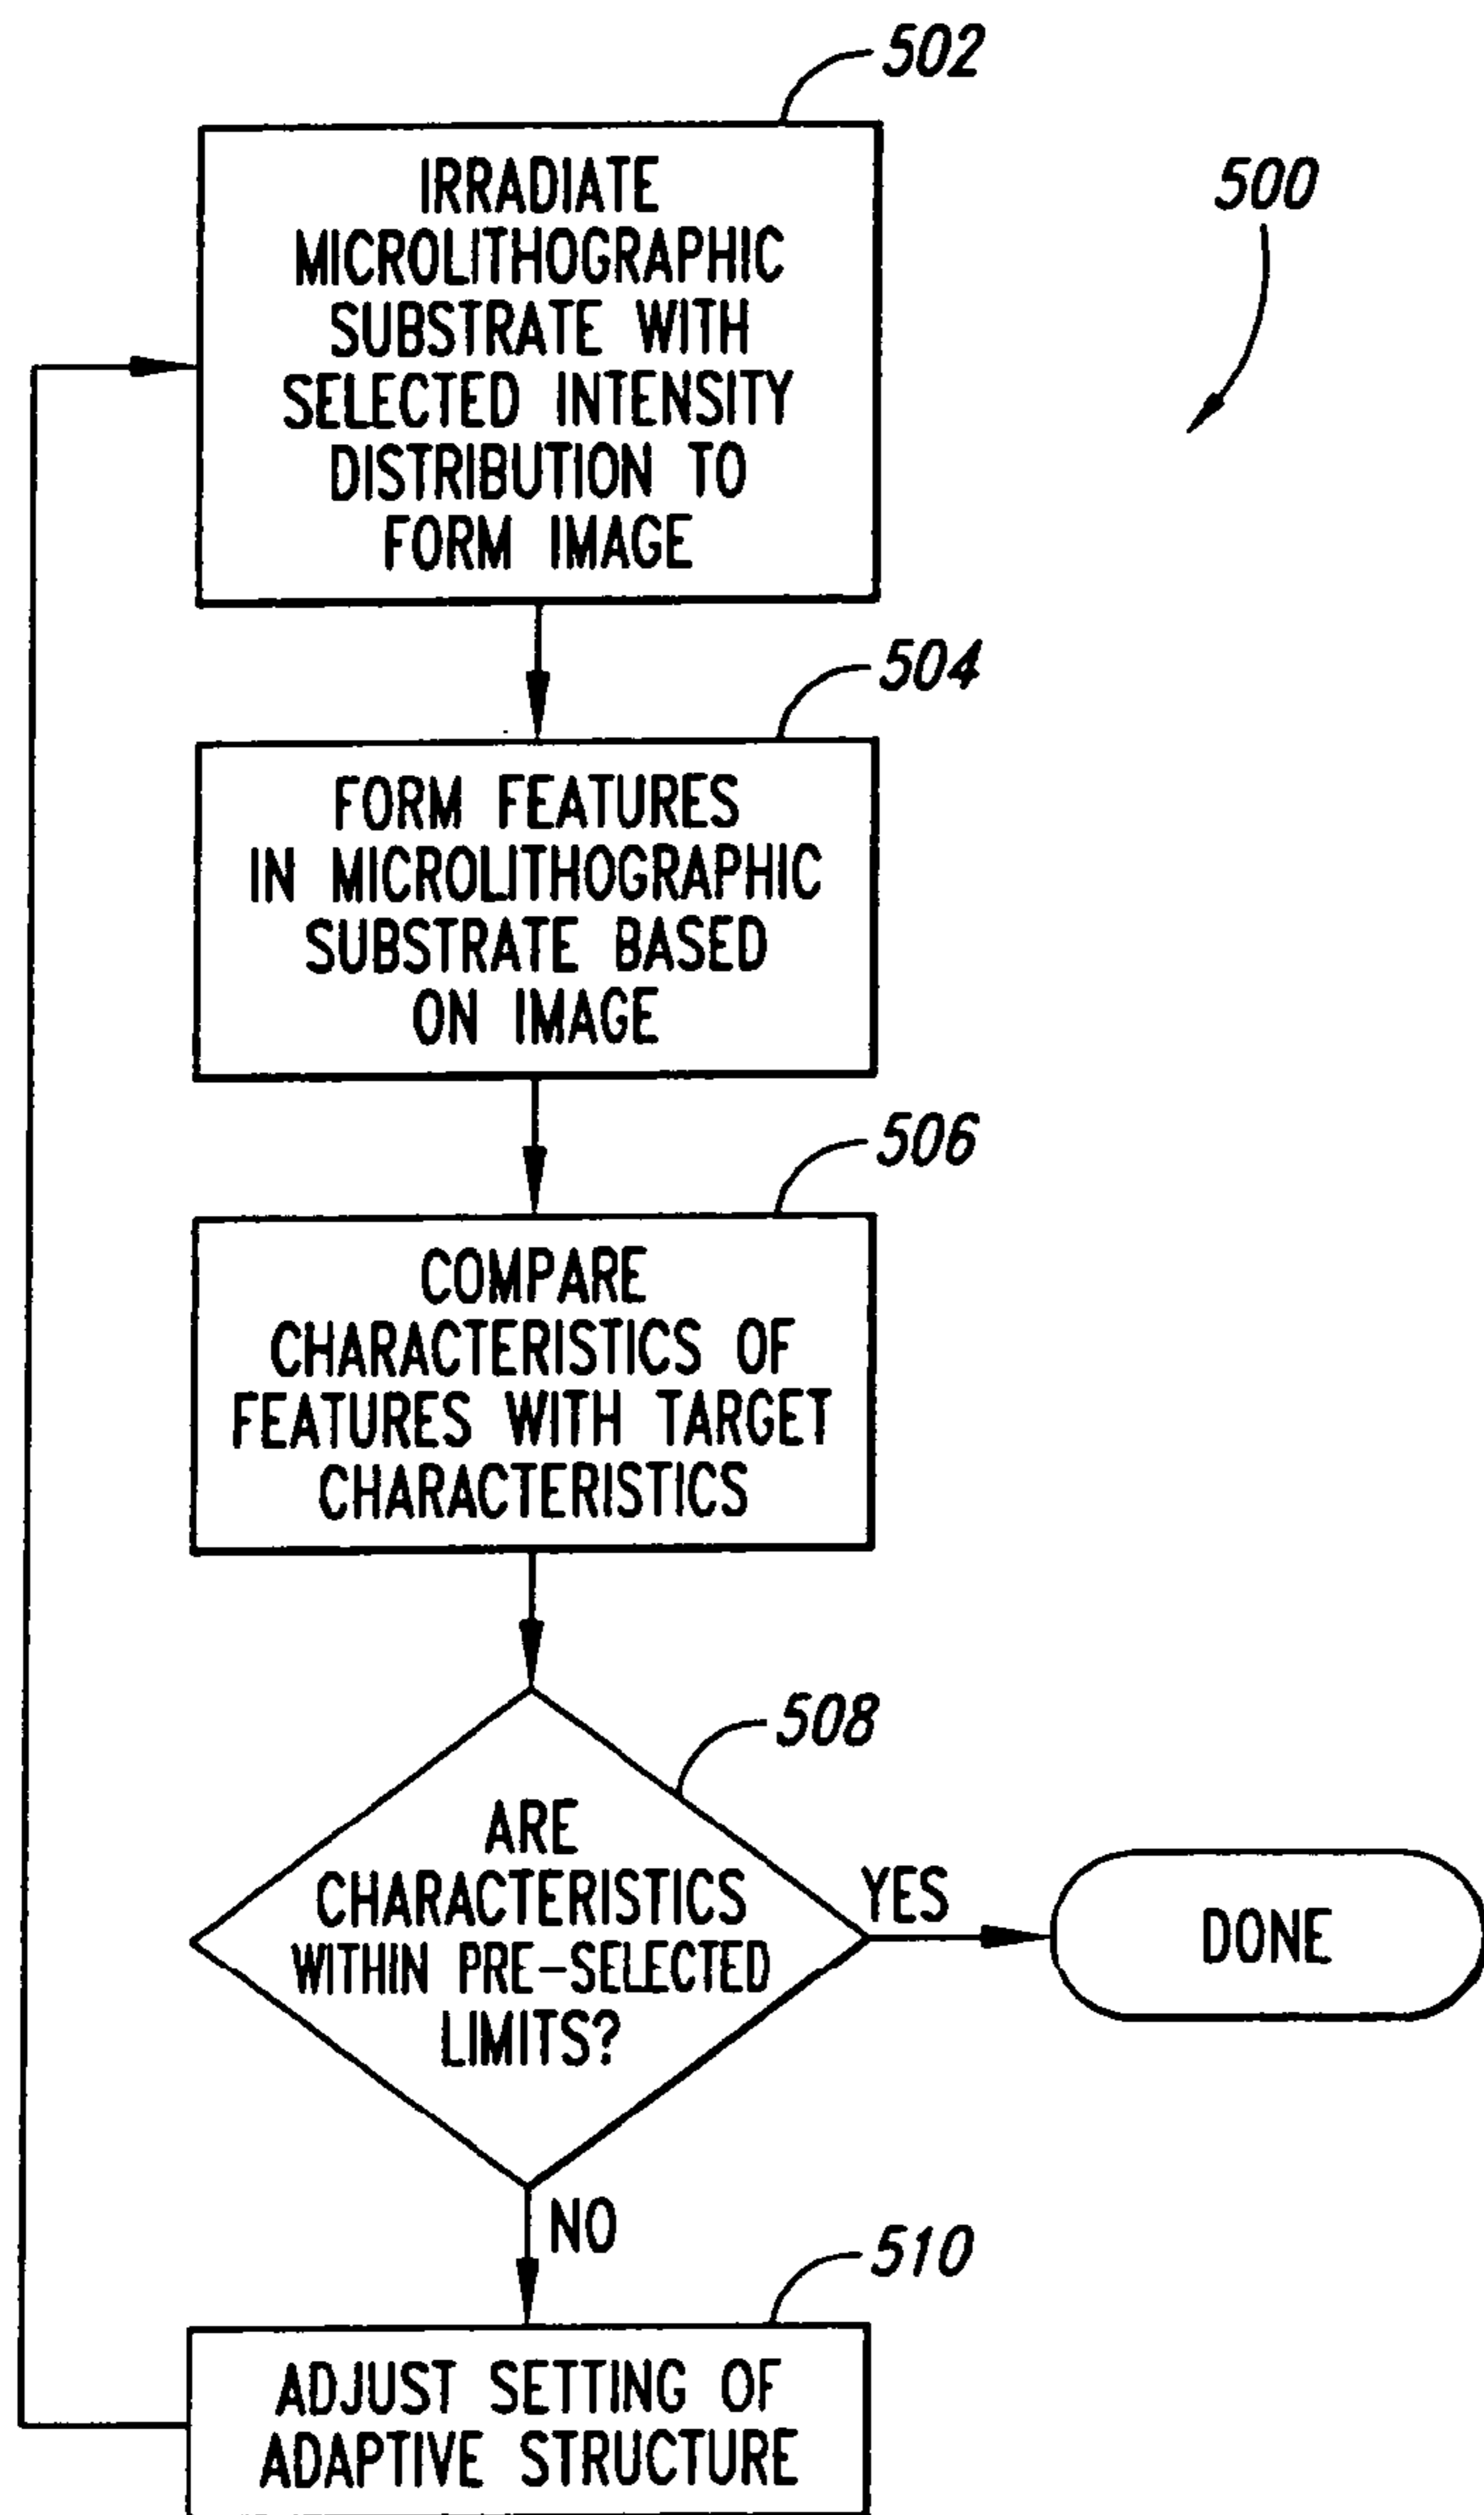 502
500
IRRADIATE
MICROLITHOGRAPHIC
SUBSTRATE WITH
SELECTED INTENSITY
DISTRIBUTION TO
FORM IMAGE
504
FORM FEATURES
IN MICROLITHOGRAPHIC
SUBSTRATE BASED
ON IMAGE
506
COMPARE
CHARACTERISTICS OF
FEATURES WITH TARGET
CHARACTERISTICS
508
ARE
CHARACTERISTICS
WITHIN PRE-SELECTED
LIMITS?
YES
DONE
NO
510
ADJUST SETTING OF
ADAPTIVE STRUCTURE